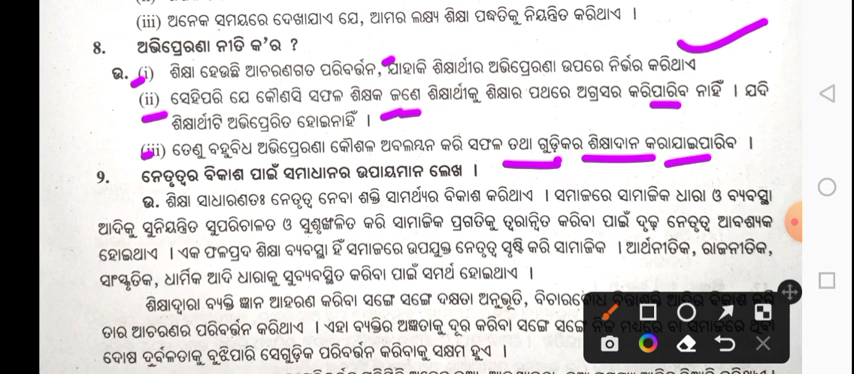 (iii) ଅନେକ ସମୟରେ ଦେଖାଯାଏ ଯେ, ଆମର ଲକ୍ଷ୍ୟ ଶିକ୍ଷା ପଦ୍ଧତିକୁ ନିୟନ୍ତ୍ରିତ କରିଥାଏ ।
8. ଅଭିପ୍ରେରଣା ନୀତି କ'ର ?
ଉ. (i) ଶିକ୍ଷା ହେଉଛି ଆଚରଣଗତ ପରିବର୍ତ୍ତନ, ଯାହାକି ଶିକ୍ଷାର୍ଥୀର ଅଭିପ୍ରେରଣା ଉପରେ ନିର୍ଭର କରିଥାଏ
(ii) ସେହିପରି ଯେ କୌଣସି ସଫଳ ଶିକ୍ଷକ ଜଣେ ଶିକ୍ଷାର୍ଥୀକୁ ଶିକ୍ଷାର ପଥରେ ଅଗ୍ରସର କରିପାରିବ ନାହିଁ । ଯଦି
ଶିକ୍ଷାର୍ଥୀଟି ଅଭିପ୍ରେରିତ ହୋଇନାହିଁ ।
(iii) ତେଣୁ ବହୁବିଧ ଅଭିପ୍ରେରଣା କୌଶଳ ଅବଲମ୍ବନ କରି ସଫଳ ତଥା ଗୁଡ଼ିକର ଶିକ୍ଷାଦାନ କରାଯାଇପାରିବ ।
9. ନେତୃତ୍ୱର ବିକାଶ ପାଇଁ ସମାଧାନର ଉପାୟମାନ ଲେଖ ।
ଉ. ଶିକ୍ଷା ସାଧାରଣତଃ ନେତୃତ୍ୱ ନେବା ଶକ୍ତି ସାମର୍ଥ୍ୟର ବିକାଶ କରିଥାଏ । ସମାଜରେ ସାମାଜିକ ଧାରା ଓ ବ୍ୟବସ୍ଥା
ଆଦିକୁ ସୁନିୟନ୍ତ୍ରିତ ସୁପରିଚାଳିତ ଓ ସୁଶୃଙ୍ଖଳିତ କରି ସାମାଜିକ ପ୍ରଗତିକୁ ତ୍ୱରାନ୍ୱିତ କରିବା ପାଇଁ ଦୃଢ଼ ନେତୃତ୍ୱ ଆବଶ୍ୟକ
ହୋଇଥାଏ । ଏକ ଫଳପ୍ରଦ ଶିକ୍ଷା ବ୍ୟବସ୍ଥା ହିଁ ସମାଜରେ ଉପଯୁକ୍ତ ନେତୃତ୍ୱ ସୃଷ୍ଟି କରି ସାମାଜିକ । ଆର୍ଥନୀତିକ, ରାଜନୀତିକ,
ସାଂସ୍କୃତିକ, ଧାର୍ମିକ ଆଦି ଧାରାକୁ ସୁବ୍ୟବସ୍ଥିତ କରିବା ପାଇଁ ସମର୍ଥ ହୋଇଥାଏ ।
ଶିକ୍ଷାଦ୍ୱାରା ବ୍ୟକ୍ତି ଜ୍ଞାନ ଆହରଣ କରିବା ସଙ୍ଗେ ସଙ୍ଗେ ଦକ୍ଷତା ଅନୁଭୂତି,
ତାର ଆଚରଣର ପରିବର୍ତ୍ତନ କରିଥାଏ । ଏହା ବ୍ୟକ୍ତିର ଅଜ୍ଞତାକୁ ଦୂର କରିବା ସଙ୍ଗେ ସଙ୍ଗେ
ଦୋଷ ଦୁର୍ବଳତାକୁ ବୁଝିପାରି ସେଗୁଡ଼ିକ ପରିବର୍ତ୍ତନ କରିବାକୁ ସକ୍ଷମ ହୁଏ ।